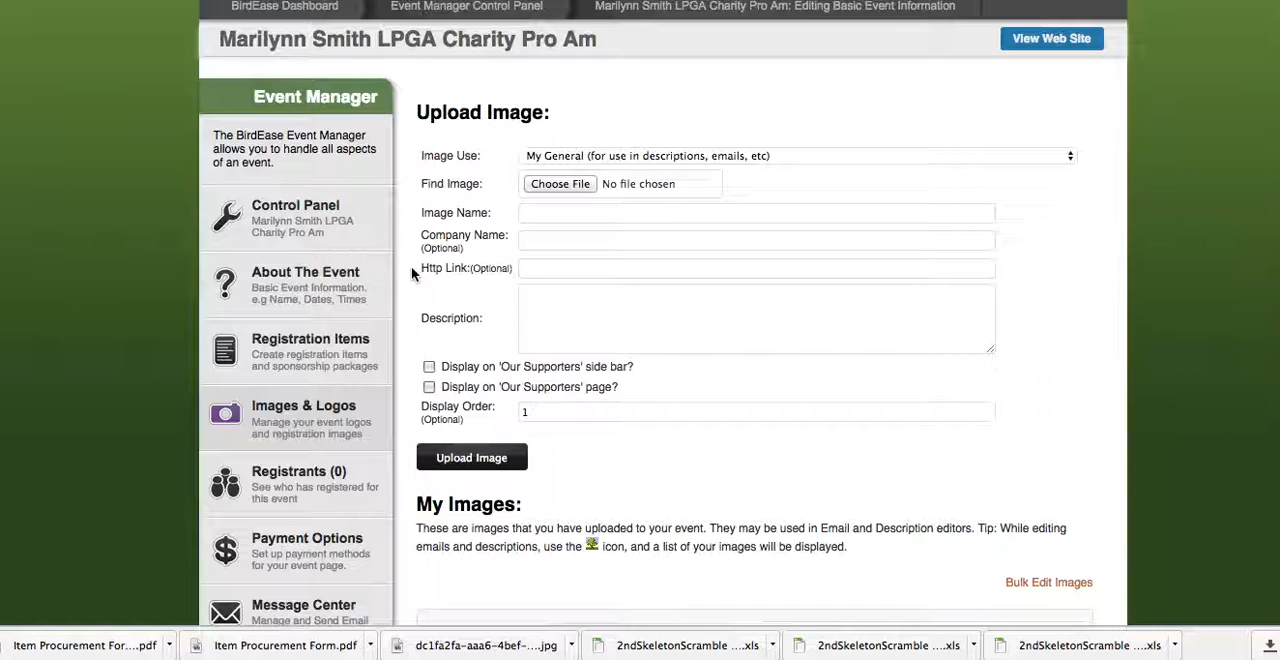 BirdEase Dashboard Event Manager Control Panel Marilynn Smith LPGA Charity Pro Am: Editing Basic Event Information
Marilynn Smith LPGA Charity Pro Am
View Web Site
Event Manager
The BirdEase Event Manager
allows you to handle all aspects
of an event.
Control Panel
Marilynn Smith LPGA
Charity Pro Am
About The Event
Basic Event Information.
e.g Name, Dates, Times
Registration Items
Create registration items
and sponsorship packages
Images & Logos
Manage your event logos
and registration images
Registrants (0)
See who has registered for
this event
Payment Options
Set up payment methods
for your event page.
Message Center
Manage and Send Email
Upload Image:
Image Use: My General (for use in descriptions, emails, etc)
Find Image: Choose File No file chosen
Image Name:
Company Name:
(Optional)
Http Link:(Optional)
Description:
Display on 'Our Supporters' side bar?
Display on 'Our Supporters' page?
Display Order: 1
(Optional)
Upload Image
My Images:
These are images that you have uploaded to your event. They may be used in Email and Description editors. Tip: While editing
emails and descriptions, use the icon, and a list of your images will be displayed.
Bulk Edit Images
Item Procurement For....pdf Item Procurement Form.pdf dc1fa2fa-aaa6-4bef-....jpg 2ndSkeletonScramble ....xls 2ndSkeletonScramble ....xls 2ndSkeletonScramble ....xls